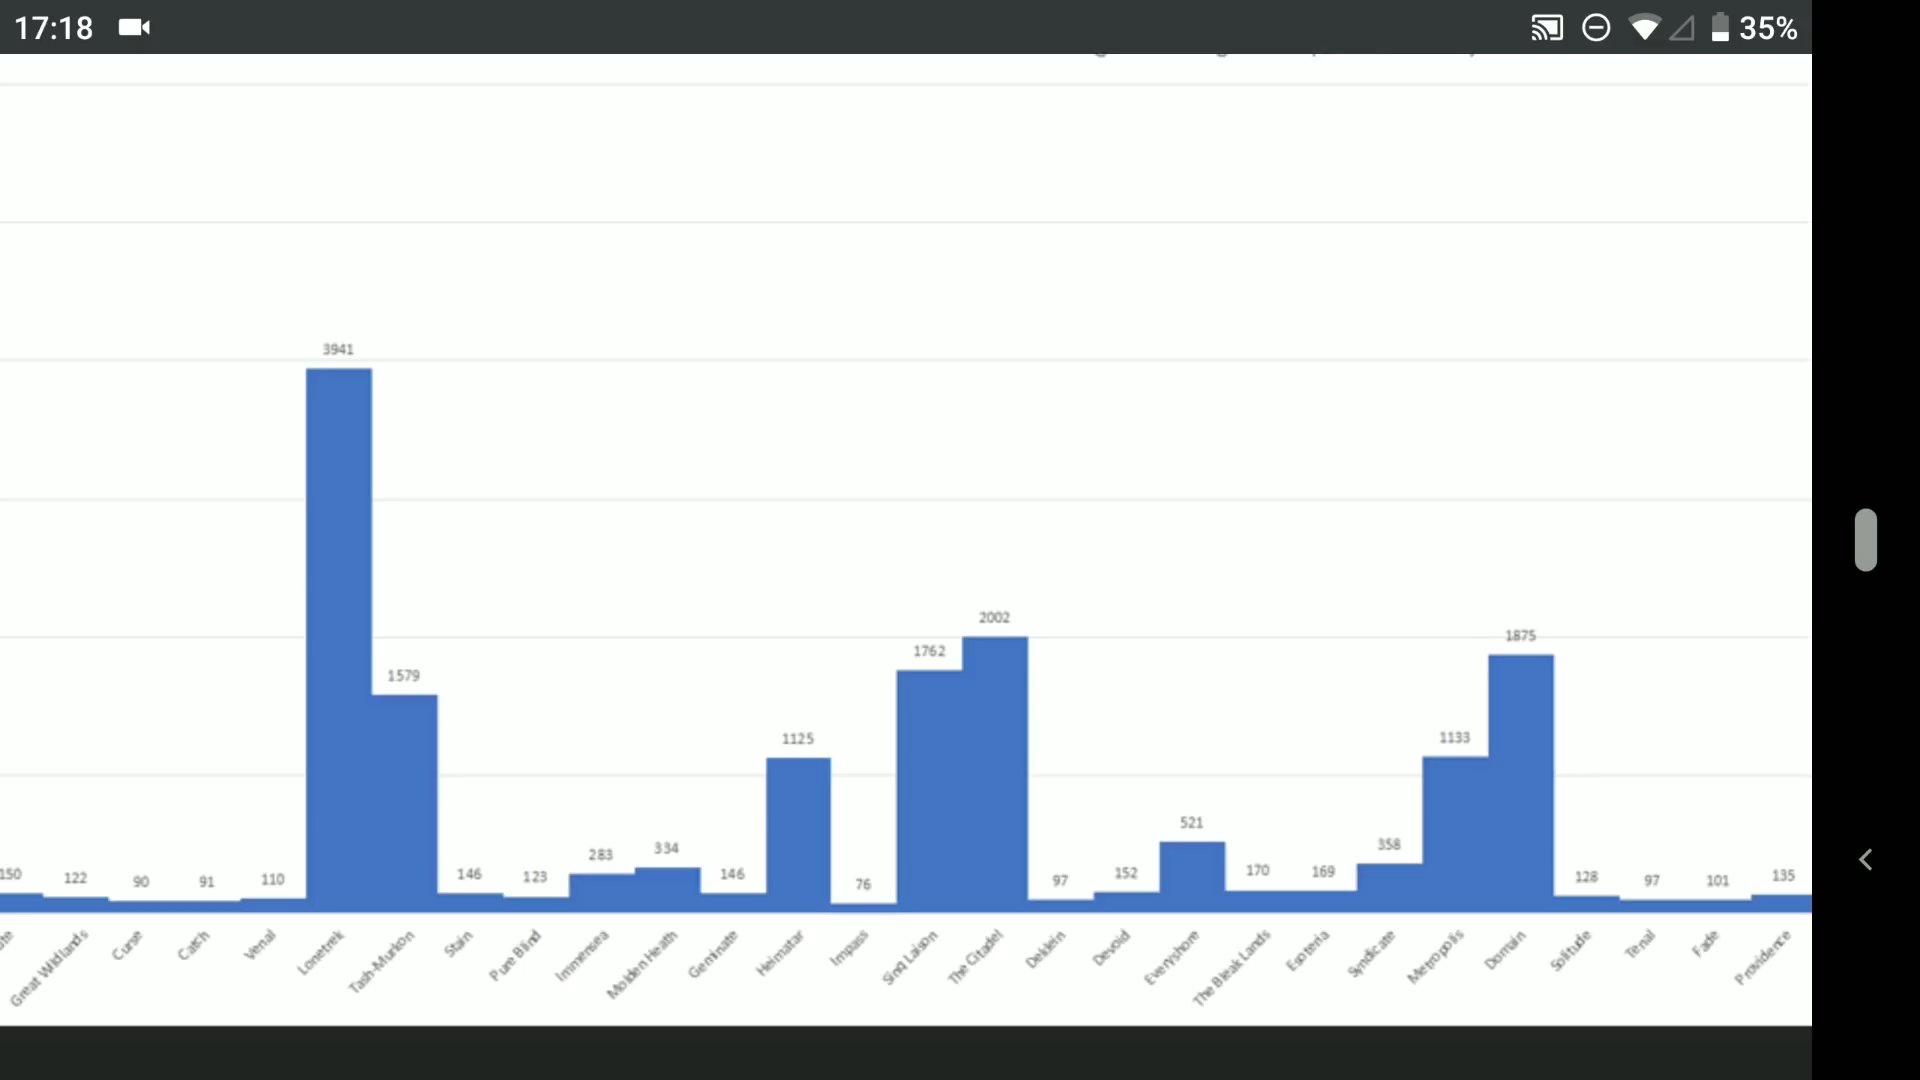 17:18
35%
3941
2002
1875
1762
1579
1125
1133
521
358
334
283
150
122
90
91
110
146
123
146
76
97
152
170
169
128
97
101
135
Great Wildlands
Curse
Catch
Venal
Lonetrek
Tash-Murkon
Stain
Pure Blind
Immensea
Molden Heath
Geminate
Heimatar
Impass
Sinq Laison
The Citadel
Deklein
Devoid
Everyshore
The Bleak Lands
Esoteria
Syndicate
Metropolis
Domain
Solitude
Tenal
Fade
Providence